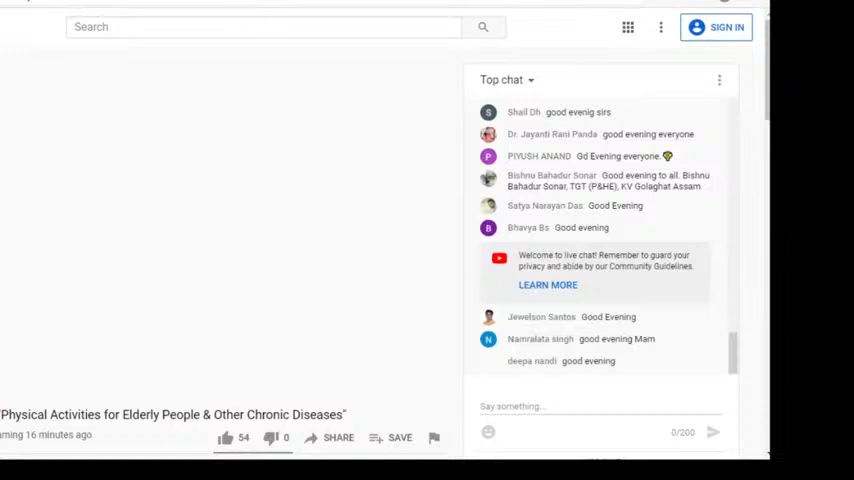 Search
SIGN IN
Top chat
S Shail Dh good evenig sirs
Dr. Jayanti Rani Panda good evening everyone
P PIYUSH ANAND Gd Evening everyone.
Bishnu Bahadur Sonar Good evening to all. Bishnu
Bahadur Sonar, TGT (P&HE), KV Golaghat Assam
Satya Narayan Das Good Evening
B Bhavya Bs Good evening
Welcome to live chat! Remember to guard your
privacy and abide by our Community Guidelines.
LEARN MORE
Jewelson Santos Good Evening
N Namralata singh good evening Mam
deepa nandi good evening
Say something...
0/200
"Physical Activities for Elderly People & Other Chronic Diseases"
16 minutes ago
54 0 SHARE SAVE